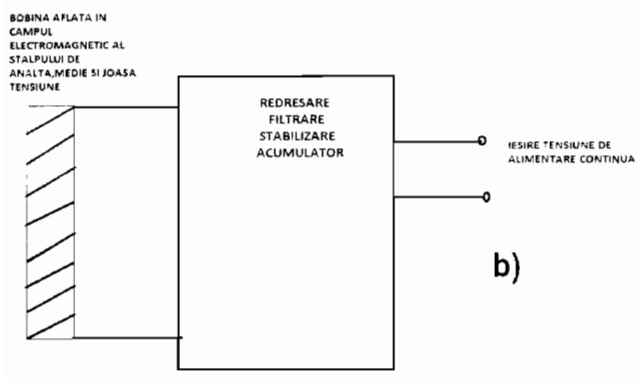 BOBINA AFLATA IN
CAMPUL
ELECTROMAGNETIC AL
STALPULUI DE
ANALTA,MEDIE SI JOASA
TENSIUNE
REDRESARE
FILTRARE
STABILIZARE
ACUMULATOR
IESIRE TENSIUNE DE
ALIMENTARE CONTINUA
b)